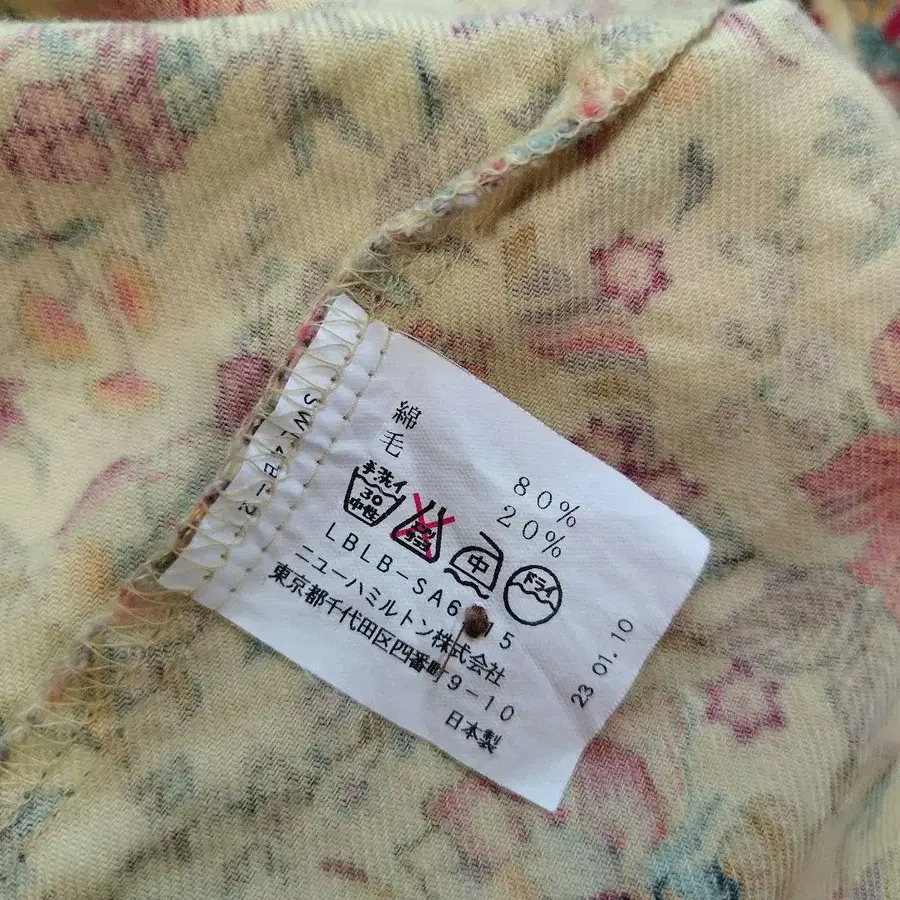 綿 80%
毛 20%
手洗イ
30
中性
中
ドライ
LBLB-SA6 15
ニューハミルトン株式会社
東京都千代田区四番町9-10
日本製
23 01.10